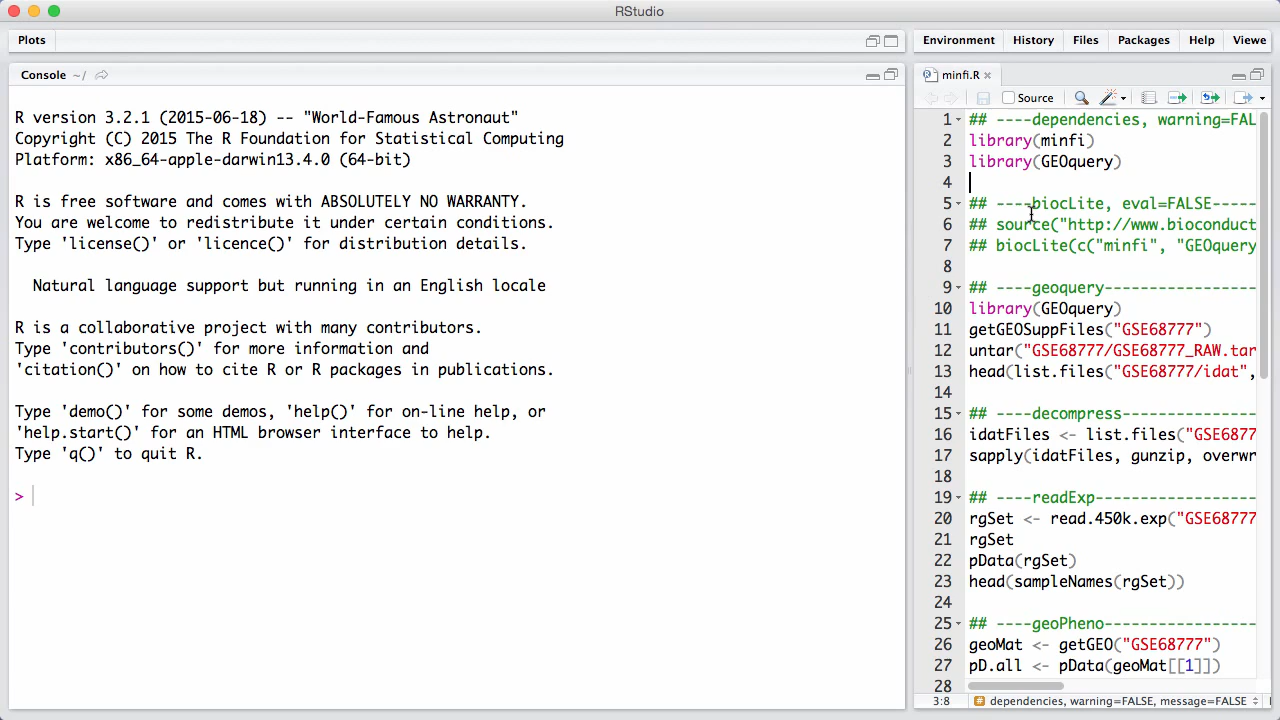 RStudio
Plots
Console ~/
R version 3.2.1 (2015-06-18) -- "World-Famous Astronaut"
Copyright (C) 2015 The R Foundation for Statistical Computing
Platform: x86_64-apple-darwin13.4.0 (64-bit)
R is free software and comes with ABSOLUTELY NO WARRANTY.
You are welcome to redistribute it under certain conditions.
Type 'license()' or 'licence()' for distribution details.
Natural language support but running in an English locale
R is a collaborative project with many contributors.
Type 'contributors()' for more information and
'citation()' on how to cite R or R packages in publications.
Type 'demo()' for some demos, 'help()' for on-line help, or
'help.start()' for an HTML browser interface to help.
Type 'q()' to quit R.
>
Environment History Files Packages Help Viewe
minfi.R
Source
1 ## ----dependencies, warning=FAL
2 library(minfi)
3 library(GEOquery)
4
5 ## ----biocLite, eval=FALSE-----
6 ## source("http://www.bioconduct
7 ## biocLite(c("minfi", "GEOquery
8
9 ## ----geoquery-----------------
10 library(GEOquery)
11 getGEOSuppFiles("GSE68777")
12 untar("GSE68777/GSE68777_RAW.tar
13 head(list.files("GSE68777/idat",
14
15 ## ----decompress---------------
16 idatFiles <- list.files("GSE6877
17 sapply(idatFiles, gunzip, overwr
18
19 ## ----readExp------------------
20 rgSet <- read.450k.exp("GSE68777
21 rgSet
22 pData(rgSet)
23 head(sampleNames(rgSet))
24
25 ## ----geoPheno-----------------
26 geoMat <- getGEO("GSE68777")
27 pD.all <- pData(geoMat[[1]])
28
3:8 # dependencies, warning=FALSE, message=FALSE